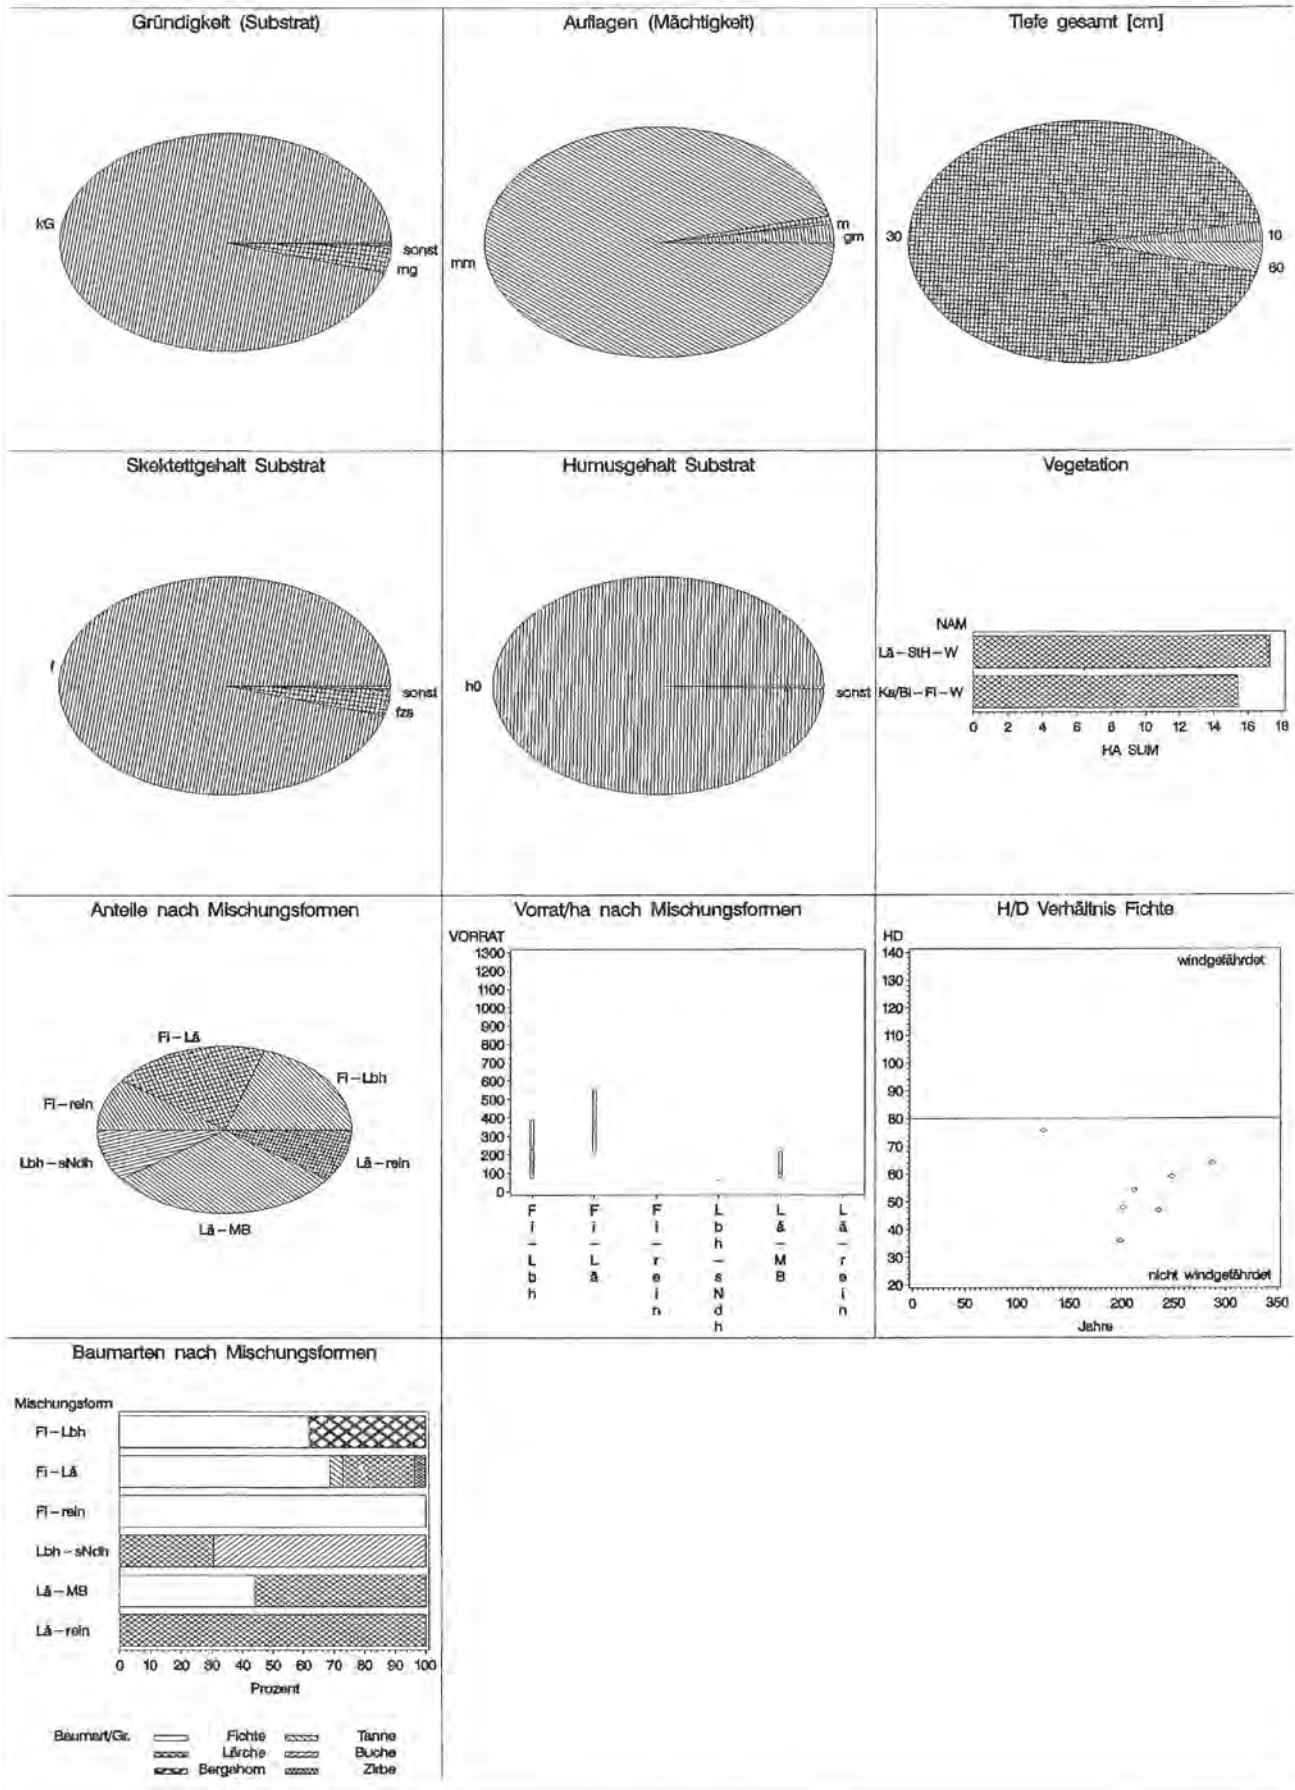 Gründigkeit (Substrat)
kG
sonst
mg
Auflagen (Mächtigkeit)
mm
m
gm
Tiefe gesamt [cm]
30
10
60
Skektettgehalt Substrat
f
sonst
fzs
Humusgehalt Substrat
h0
sonst
Vegetation
NAM
Lä-StH-W
Ks/Bi-Fi-W
0 2 4 6 8 10 12 14 16 18
HA SUM
Anteile nach Mischungsformen
Fi-Lä
Fi-Lbh
Fi-rein
Lbh-sNdh
Lä-rein
Lä-MB
Vorrat/ha nach Mischungsformen
VORRAT
1300
1200
1100
1000
900
800
700
600
500
400
300
200
100
0
Fi-Lbh
Fi-Lä
Fi-rein
Lbh-sNdh
Lä-MB
Lä-rein
H/D Verhältnis Fichte
HD
140
130
120
110
100
90
80
70
60
50
40
30
20
windgefährdet
nicht windgefährdet
0 50 100 150 200 250 300 350
Jahre
Baumarten nach Mischungsformen
Mischungsform
Fi-Lbh
Fi-Lä
Fi-rein
Lbh-sNdh
Lä-MB
Lä-rein
0 10 20 30 40 50 60 70 80 90 100
Prozent
Baumart/Gr. Fichte Tanne
Lärche Buche
Bergahorn Zirbe